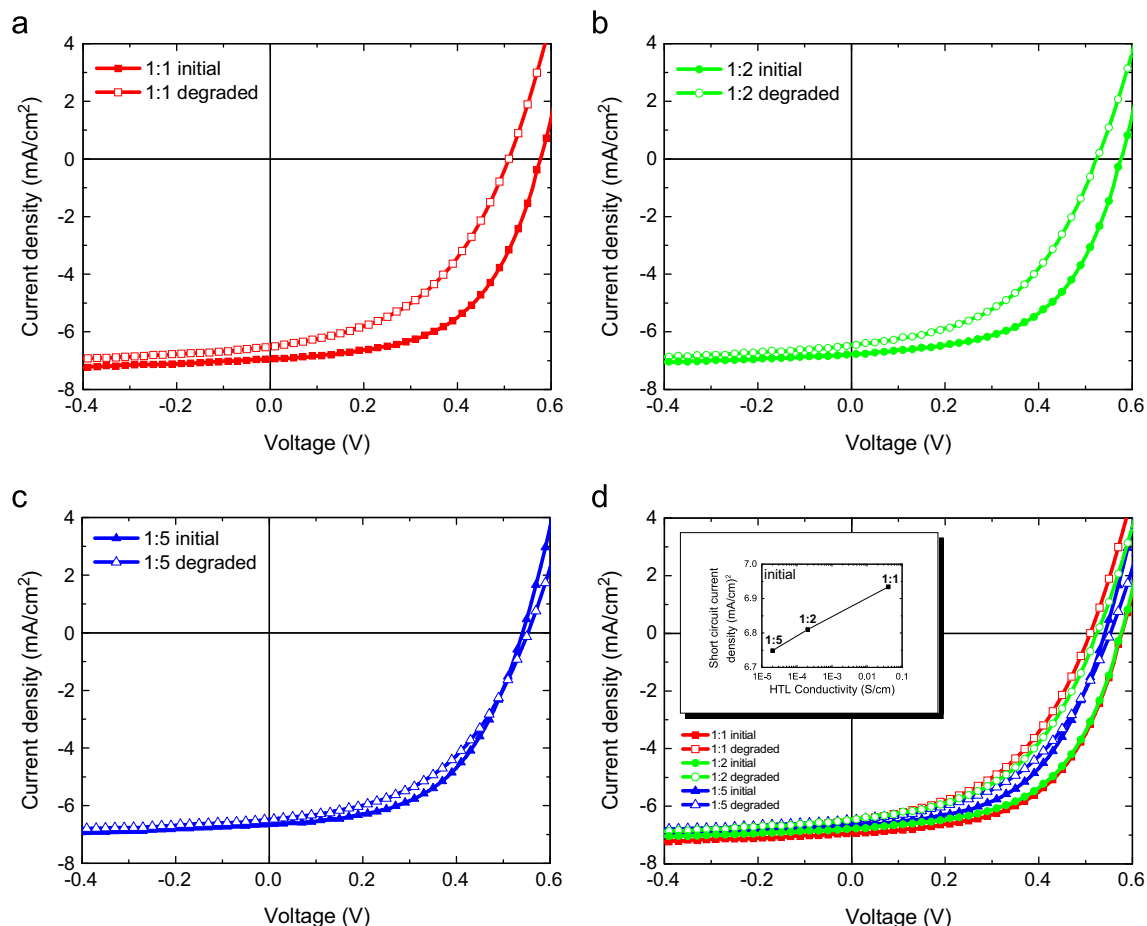 a
4
2
0
-2
-4
-6
-8
-0.4
-0.2
0.0
0.2
0.4
0.6
Current density (mA/cm²)
Voltage (V)
1:1 initial
1:1 degraded
b
4
2
0
-2
-4
-6
-8
-0.4
-0.2
0.0
0.2
0.4
0.6
Current density (mA/cm²)
Voltage (V)
1:2 initial
1:2 degraded
c
4
2
0
-2
-4
-6
-8
-0.4
-0.2
0.0
0.2
0.4
0.6
Current density (mA/cm²)
Voltage (V)
1:5 initial
1:5 degraded
d
4
2
0
-2
-4
-6
-8
-0.4
-0.2
0.0
0.2
0.4
0.6
Current density (mA/cm²)
Voltage (V)
initial
1:1
1:2
1:5
7.0
6.9
6.8
6.7
1E-5
1E-4
1E-3
0.01
0.1
Short circuit current
density (mA/cm)²
HTL Conductivity (S/cm)
1:1 initial
1:1 degraded
1:2 initial
1:2 degraded
1:5 initial
1:5 degraded